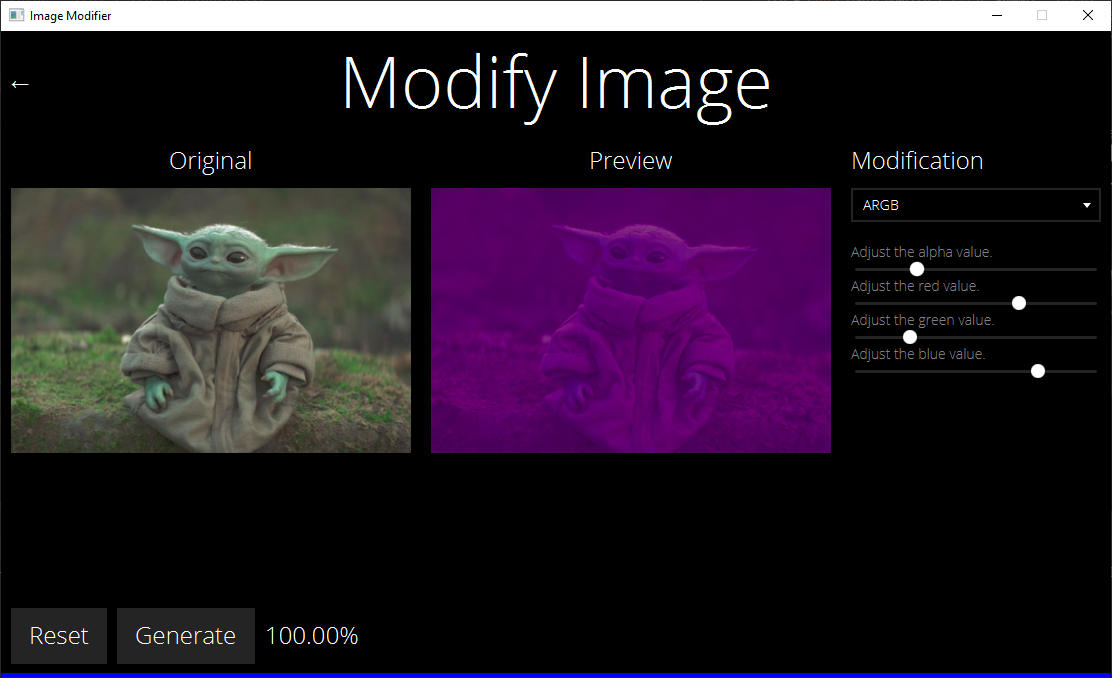 Image Modifier
←
Modify Image
Original
Preview
Modification
ARGB
Adjust the alpha value.
Adjust the red value.
Adjust the green value.
Adjust the blue value.
Reset
Generate
100.00%